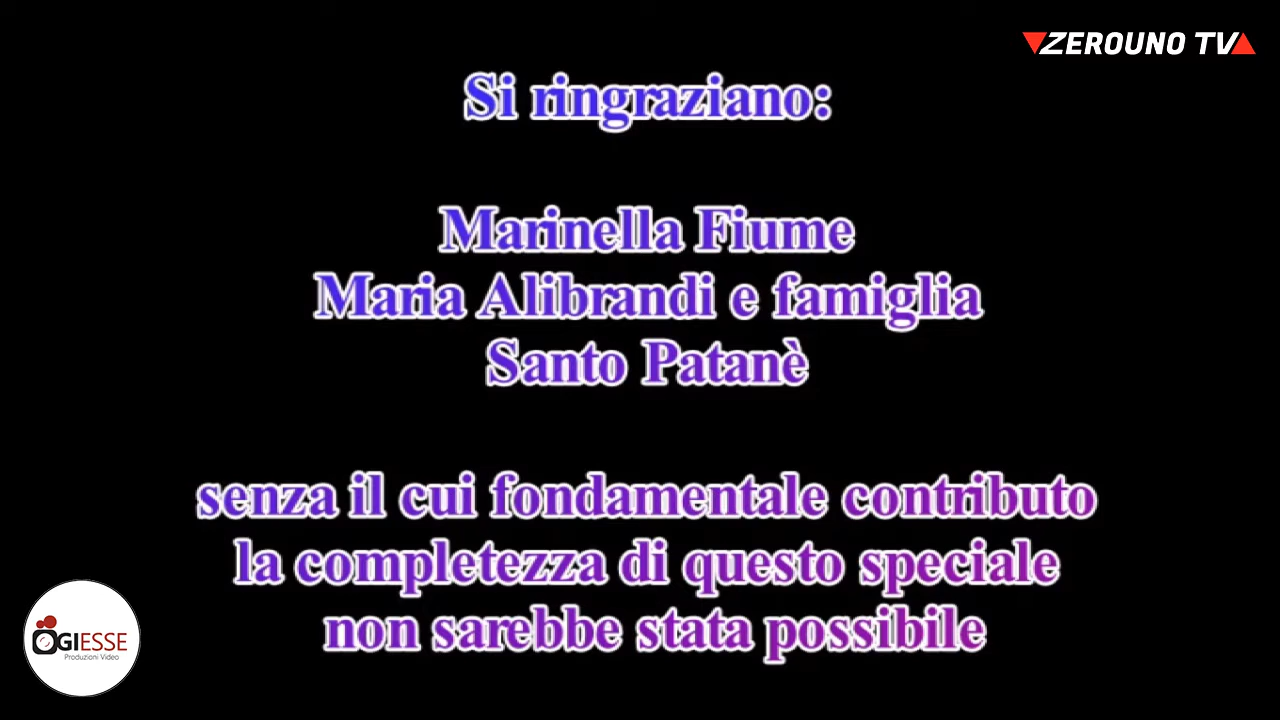 ZEROUNO TV
Si ringraziano:
Marinella Fiume
Maria Alibrandi e famiglia
Santo Patanè
senza il cui fondamentale contributo
la completezza di questo speciale
non sarebbe stata possibile
OGIESSE
Produzioni Video